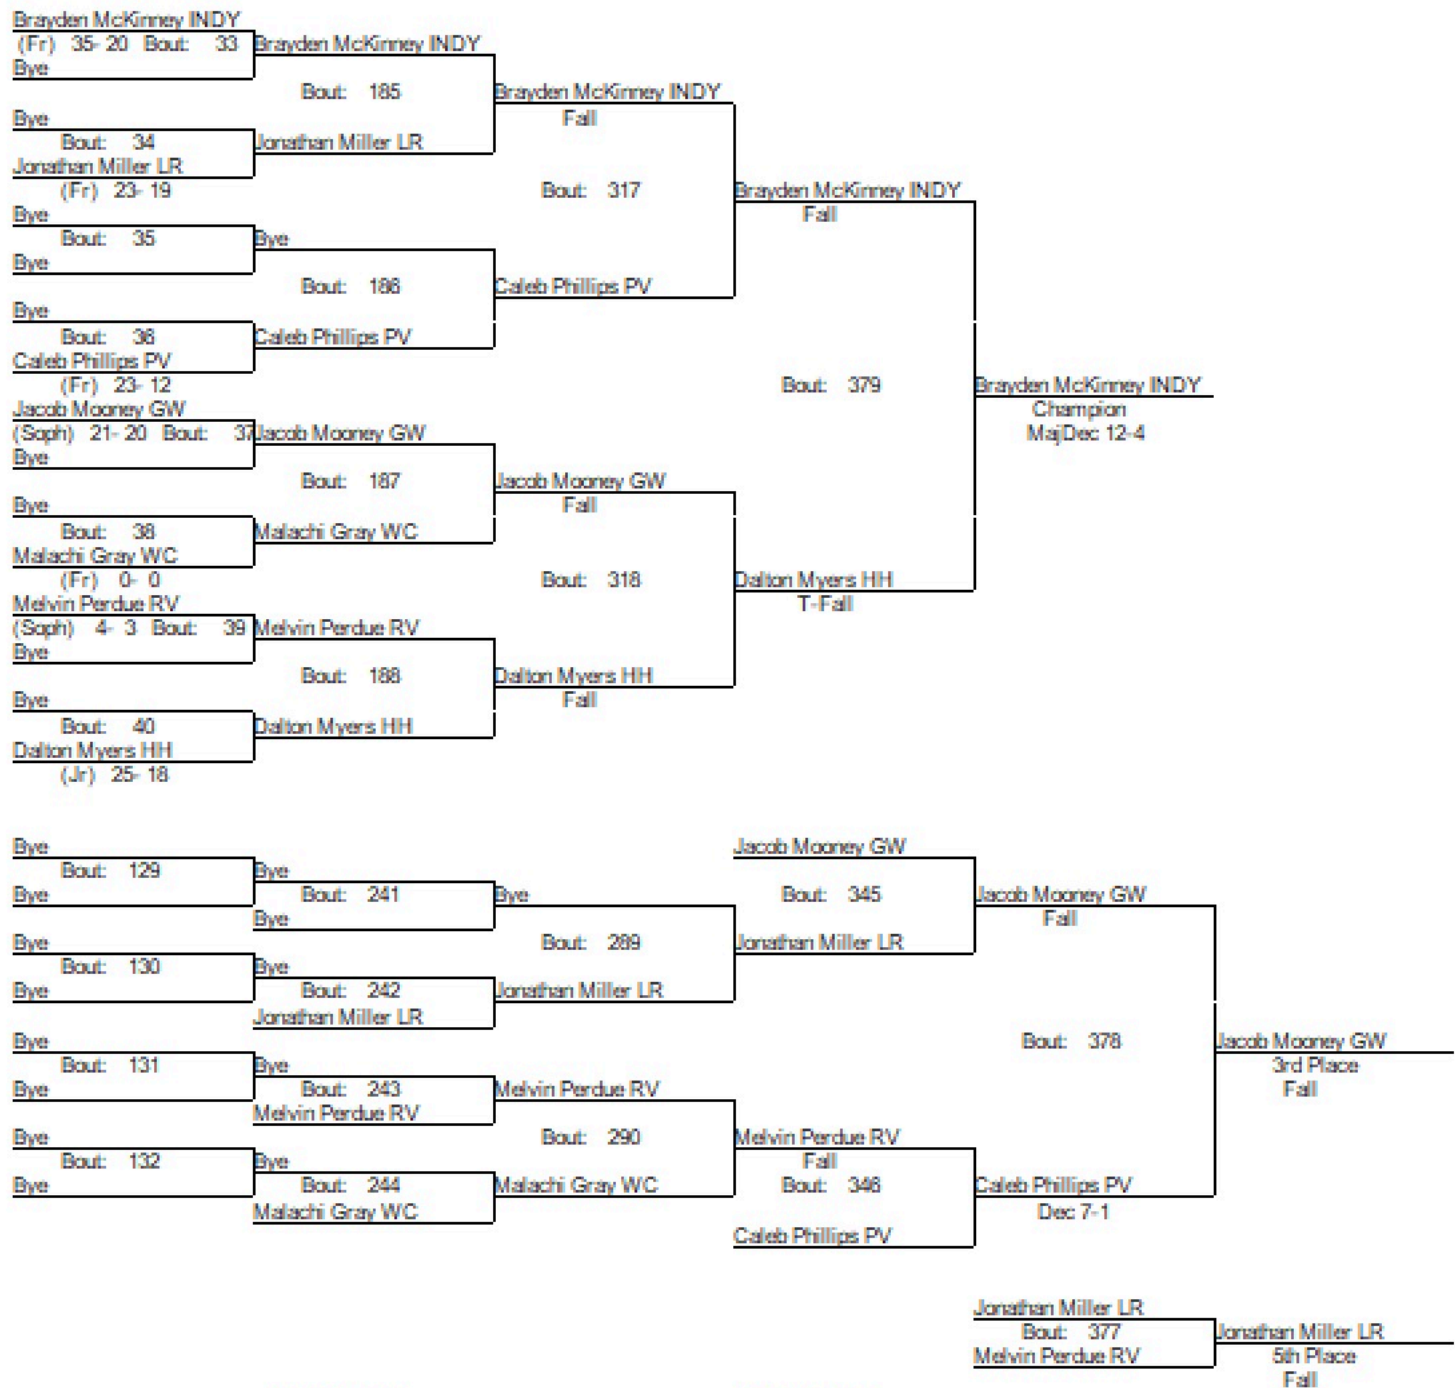 Brayden McKinney INDY
(Fr) 35- 20 Bout: 33 Brayden McKinney INDY
Bye
Bout: 185 Brayden McKinney INDY
Bye Fall
Bout: 34 Jonathan Miller LR
Jonathan Miller LR
(Fr) 23- 19 Bout: 317 Brayden McKinney INDY
Bye Fall
Bout: 35 Bye
Bye
Bout: 186 Caleb Phillips PV
Bye
Bout: 36 Caleb Phillips PV
Caleb Phillips PV
(Fr) 23- 12 Bout: 379 Brayden McKinney INDY
Jacob Mooney GW Champion
(Soph) 21- 20 Bout: 37 Jacob Mooney GW MajDec 12-4
Bye
Bout: 187 Jacob Mooney GW
Bye Fall
Bout: 38 Malachi Gray WC
Malachi Gray WC
(Fr) 0- 0 Bout: 318 Dalton Myers HH
Melvin Perdue RV T-Fall
(Soph) 4- 3 Bout: 39 Melvin Perdue RV
Bye
Bout: 188 Dalton Myers HH
Bye Fall
Bout: 40 Dalton Myers HH
Dalton Myers HH
(Jr) 25- 18
Bye Jacob Mooney GW
Bout: 129 Bye
Bye Bout: 241 Bye Bout: 345 Jacob Mooney GW
Bye Fall
Bye Bout: 289 Jonathan Miller LR
Bout: 130 Bye
Bye Bout: 242 Jonathan Miller LR
Jonathan Miller LR
Bye Bout: 378 Jacob Mooney GW
Bout: 131 Bye 3rd Place
Bye Bout: 243 Melvin Perdue RV Fall
Melvin Perdue RV
Bye Bout: 290 Melvin Perdue RV
Bout: 132 Bye Fall
Bye Bout: 244 Malachi Gray WC Bout: 346 Caleb Phillips PV
Malachi Gray WC Dec 7-1
Caleb Phillips PV
Jonathan Miller LR
Bout: 377 Jonathan Miller LR
Melvin Perdue RV 5th Place
Fall